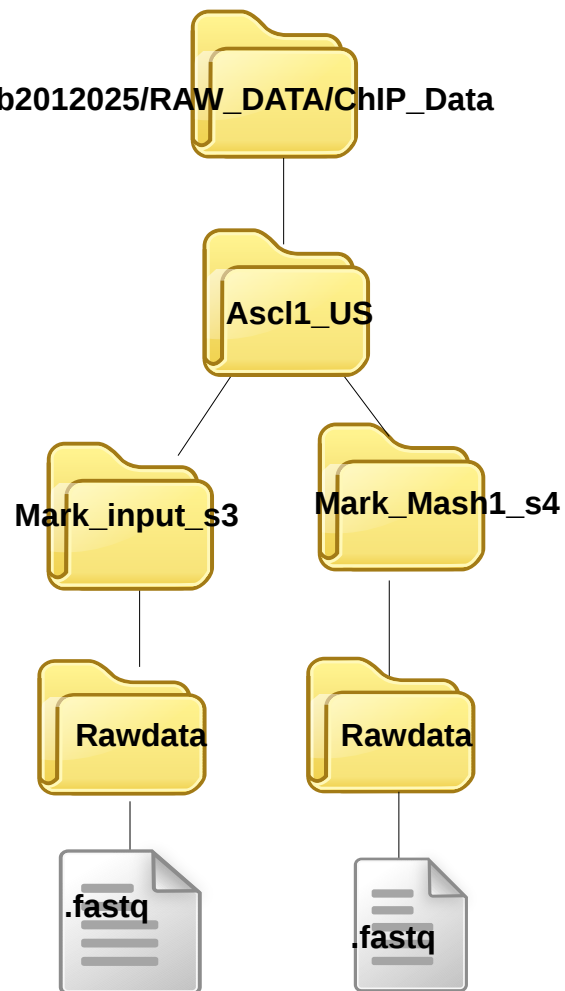 b2012025/RAW_DATA/ChIP_Data
Ascl1_US
Mark_input_s3
Mark_Mash1_s4
Rawdata
Rawdata
.fastq
.fastq